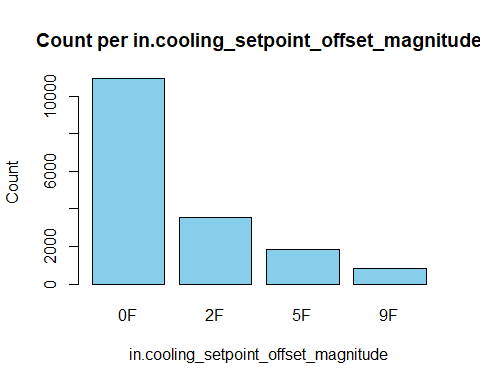 Count per in.cooling_setpoint_offset_magnitude
Count
10000
6000
2000
0
0F 2F 5F 9F
in.cooling_setpoint_offset_magnitude